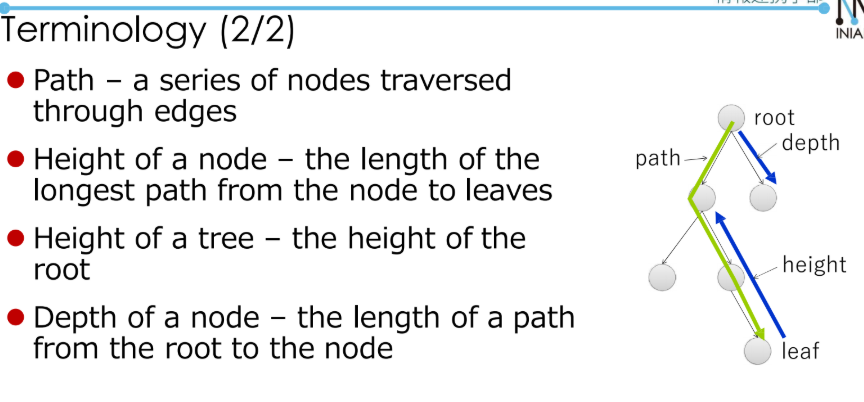 Terminology (2/2)
INIA
Path – a series of nodes traversed
through edges
Height of a node – the length of the
longest path from the node to leaves
Height of a tree – the height of the
root
Depth of a node – the length of a path
from the root to the node
root
depth
path
height
leaf